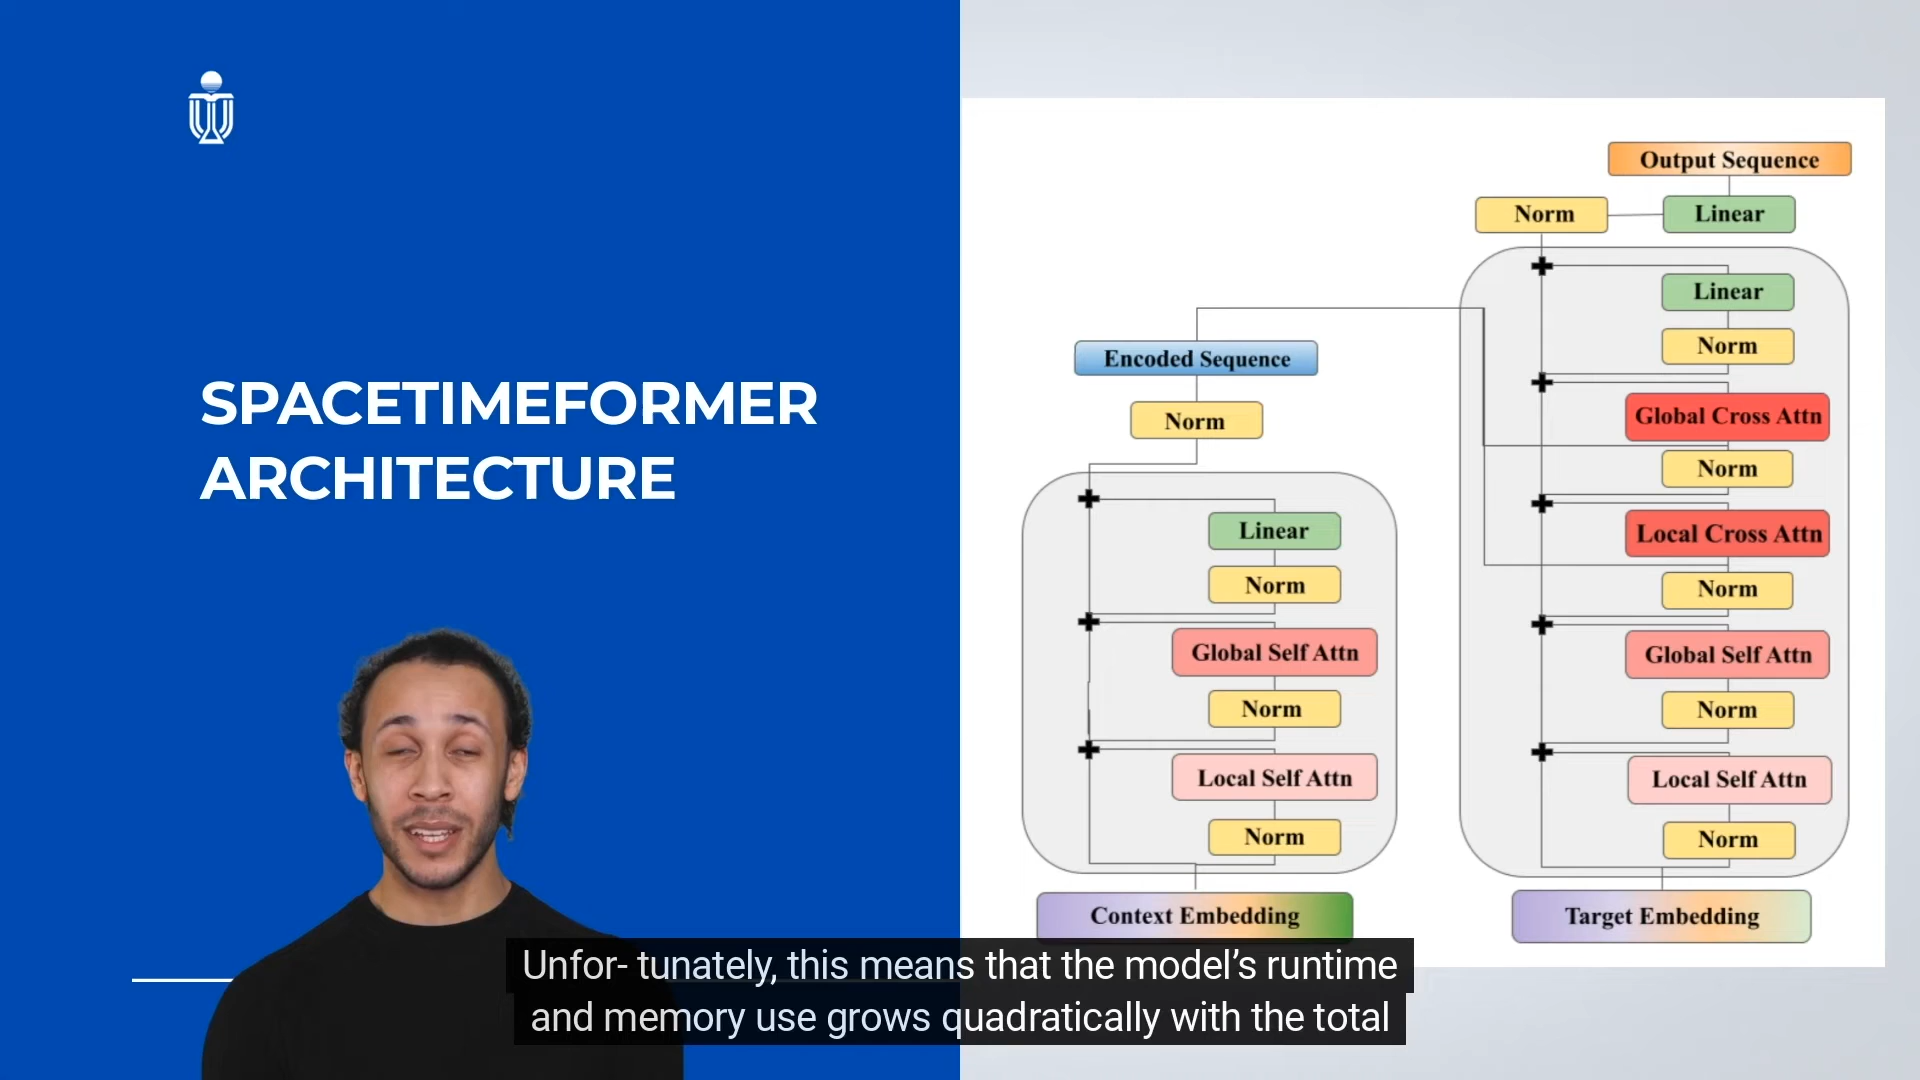 SPACETIMEFORMER
ARCHITECTURE
Output Sequence
Norm
Linear
Linear
Norm
Global Cross Attn
Norm
Local Cross Attn
Norm
Global Self Attn
Norm
Local Self Attn
Norm
Target Embedding
Encoded Sequence
Norm
Linear
Norm
Global Self Attn
Norm
Local Self Attn
Norm
Context Embedding
Unfor- tunately, this means that the model’s runtime
and memory use grows quadratically with the total